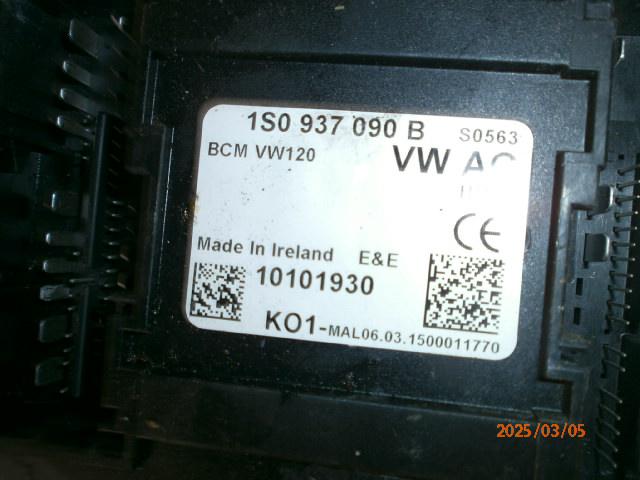 1S0 937 090 B S0563
BCM VW120 VW AG
CE
Made In Ireland E&E
10101930
KO1-MAL06.03.1500011770
2025/03/05